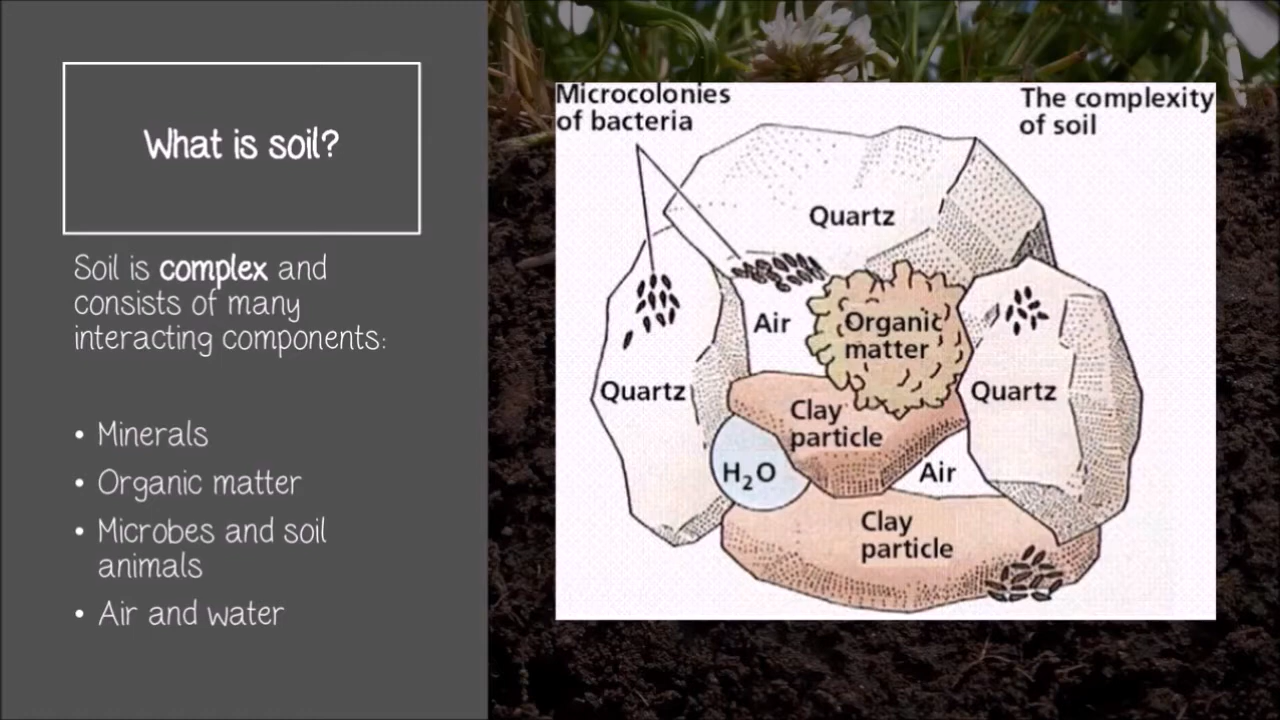 What is soil?
Soil is complex and
consists of many
interacting components:
• Minerals
• Organic matter
• Microbes and soil
animals
• Air and water
Microcolonies
of bacteria
The complexity
of soil
Quartz
Air
Organic
matter
Quartz
Quartz
Clay
particle
H₂O
Air
Clay
particle